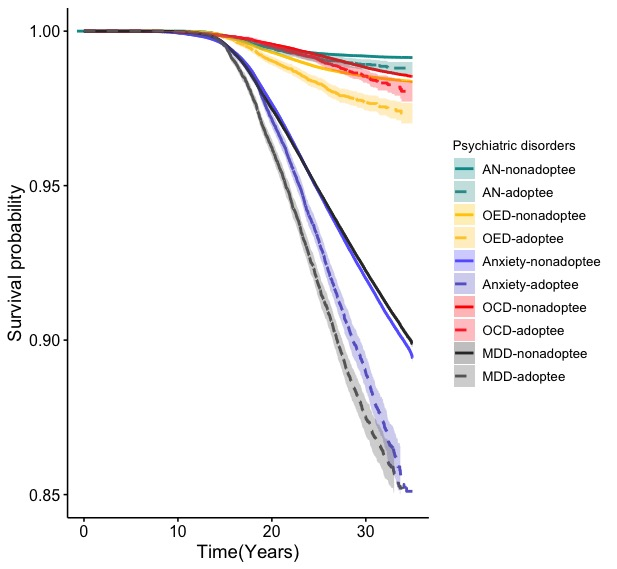 1.00
0.95
0.90
0.85
Survival probability
0
10
20
30
Time(Years)
Psychiatric disorders
AN-nonadoptee
AN-adoptee
OED-nonadoptee
OED-adoptee
Anxiety-nonadoptee
Anxiety-adoptee
OCD-nonadoptee
OCD-adoptee
MDD-nonadoptee
MDD-adoptee